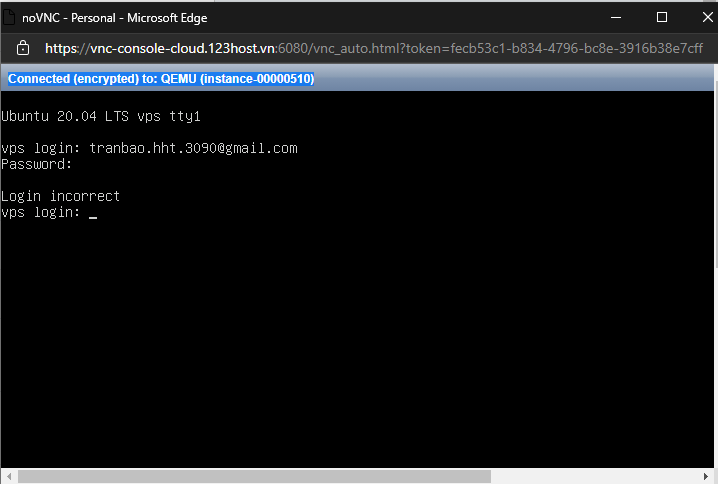 noVNC - Personal - Microsoft Edge
https://vnc-console-cloud.123host.vn:6080/vnc_auto.html?token=fecb53c1-b834-4796-bc8e-3916b38e7cff
Connected (encrypted) to: QEMU (instance-00000510)
Ubuntu 20.04 LTS vps tty1
vps login: tranbao.hht.3090@gmail.com
Password:
Login incorrect
vps login: _